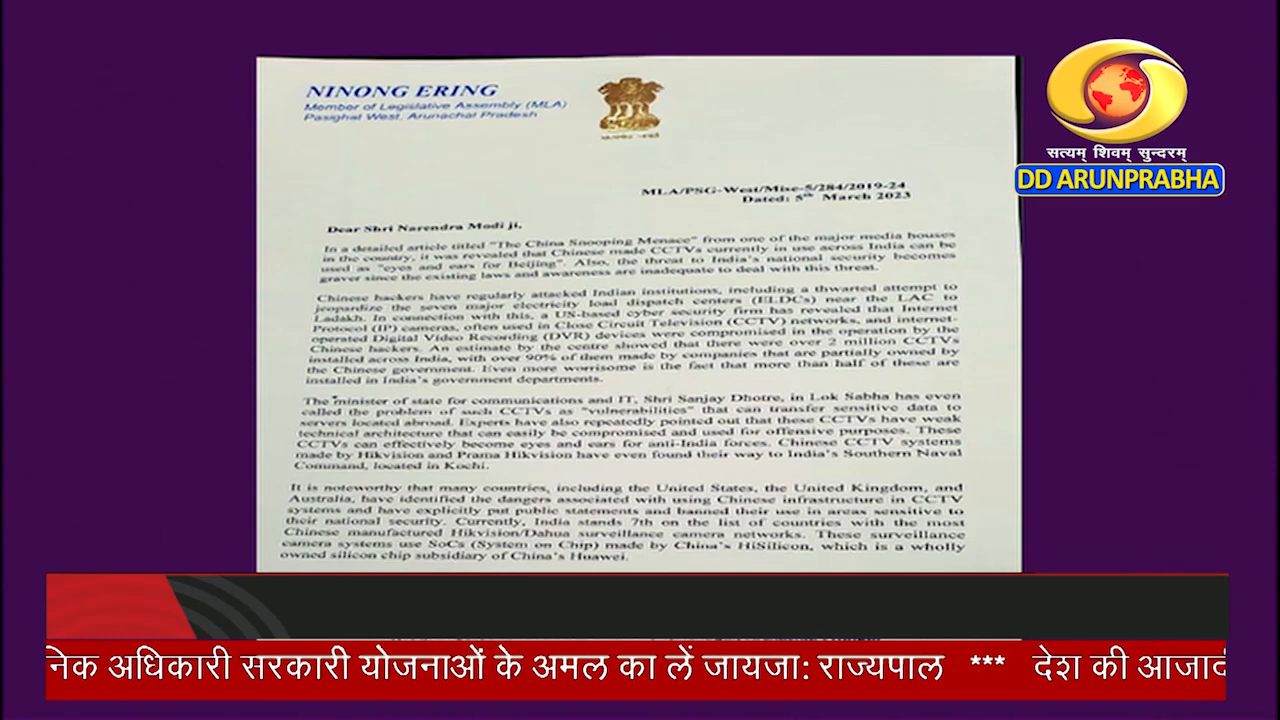 NINONG ERING
Member of Legislative Assembly (MLA)
Pasighat West, Arunachal Pradesh
सत्यम् शिवम् सुन्दरम्
DD ARUNPRABHA
MLA/PSG-West/Misc-5/284/2019-24
Dated: 5th March 2023
Dear Shri Narendra Modi ji,
In a detailed article titled "The China Snooping Menace" from one of the major media houses
in the country, it was revealed that Chinese made CCTVs currently in use across India can be
used as "eyes and ears for Beijing". Also, the threat to India's national security becomes
graver since the existing laws and awareness are inadequate to deal with this threat.
Chinese hackers have regularly attacked Indian institutions, including a thwarted attempt to
jeopardize the seven major electricity load dispatch centers (ELDCs) near the LAC to
Ladakh. In connection with this, a US-based cyber security firm has revealed that Internet
Protocol (IP) cameras, often used in Close Circuit Television (CCTV) networks, and internet-
operated Digital Video Recording (DVR) devices were compromised in the operation by the
Chinese hackers. An estimate by the centre showed that there were over 2 million CCTVs
installed across India, with over 90% of them made by companies that are partially owned by
the Chinese government. Even more worrisome is the fact that more than half of these are
installed in India's government departments.
The minister of state for communications and IT, Shri Sanjay Dhotre, in Lok Sabha has even
called the problem of such CCTVs as "vulnerabilities" that can transfer sensitive data to
servers located abroad. Experts have also repeatedly pointed out that these CCTVs have weak
technical architecture that can easily be compromised and used for offensive purposes. These
CCTVs can effectively become eyes and ears for anti-India forces. Chinese CCTV systems
made by Hikvision and Prama Hikvision have even found their way to India's Southern Naval
Command, located in Kochi.
It is noteworthy that many countries, including the United States, the United Kingdom, and
Australia, have identified the dangers associated with using Chinese infrastructure in CCTV
systems and have explicitly put public statements and banned their use in areas sensitive to
their national security. Currently, India stands 7th on the list of countries with the most
Chinese manufactured Hikvision/Dahua surveillance camera networks. These surveillance
camera systems use SoCs (System on Chip) made by China's HiSilicon, which is a wholly
owned silicon chip subsidiary of China's Huawei.
निक अधिकारी सरकारी योजनाओं के अमल का लें जायजा: राज्यपाल *** देश की आजादी